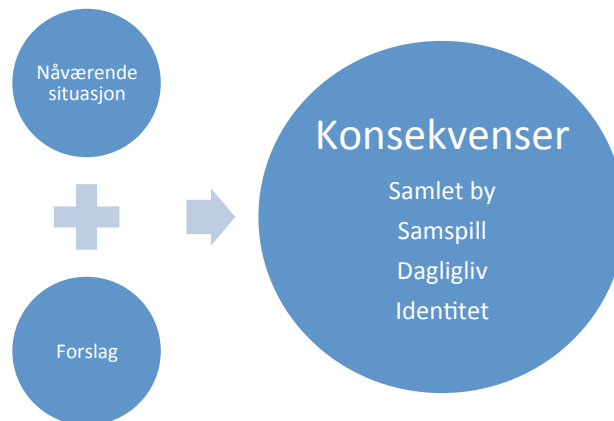 Nåværende
situasjon
Forslag
Konsekvenser
Samlet by
Samspill
Dagligliv
Identitet